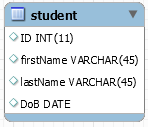 student
ID INT(11)
firstName VARCHAR(45)
lastName VARCHAR(45)
DoB DATE